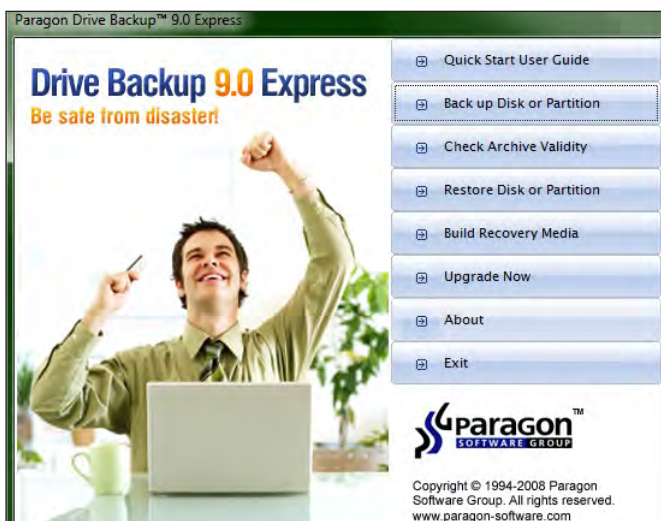 Paragon Drive Backup™ 9.0 Express
Drive Backup 9.0 Express
Be safe from disaster!
Quick Start User Guide
Back up Disk or Partition
Check Archive Validity
Restore Disk or Partition
Build Recovery Media
Upgrade Now
About
Exit
Paragon™
SOFTWARE GROUP
Copyright © 1994-2008 Paragon
Software Group. All rights reserved.
www.paragon-software.com